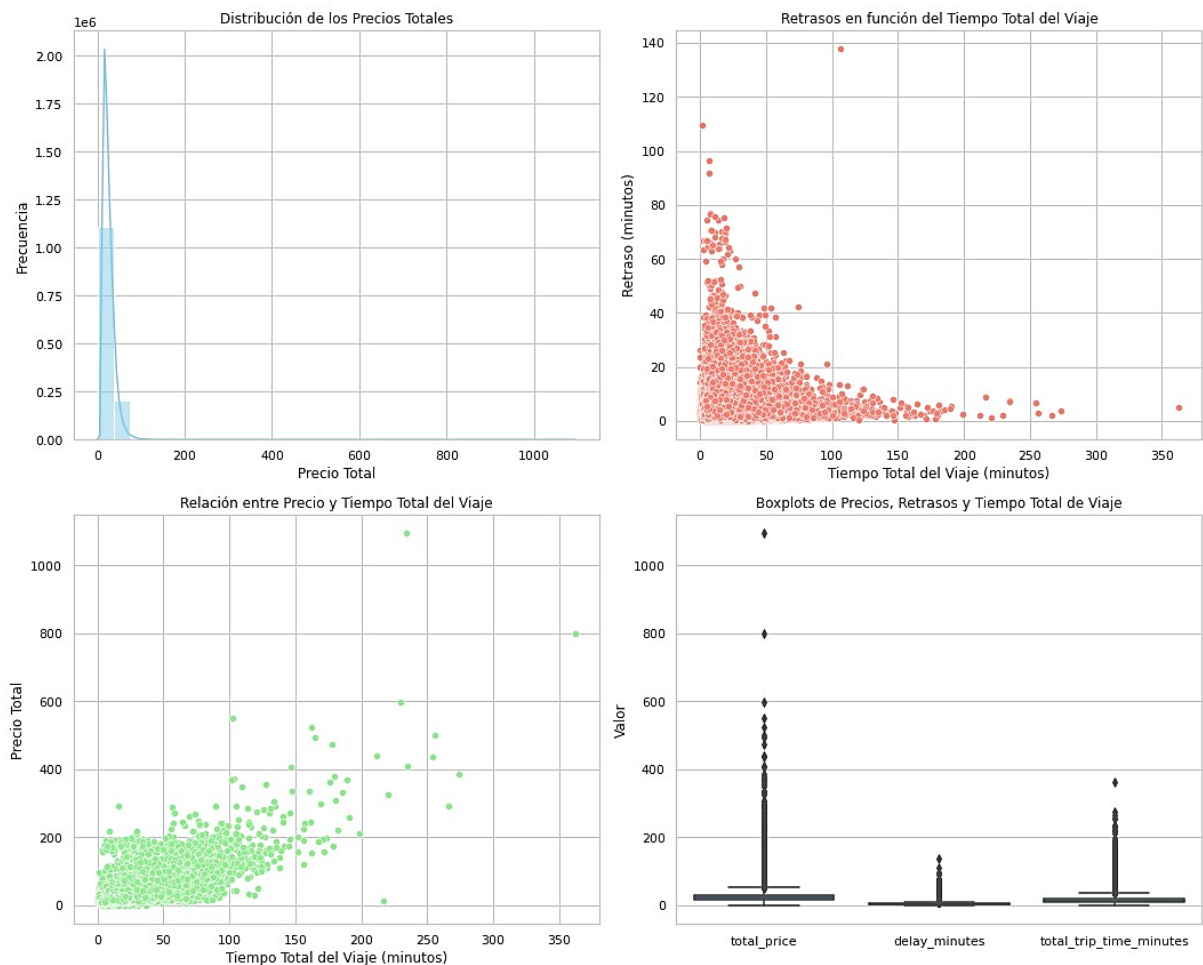 Distribución de los Precios Totales
1e6
2.00
1.75
1.50
1.25
1.00
0.75
0.50
0.25
0.00
Frecuencia
0 200 400 600 800 1000
Precio Total
Retrasos en función del Tiempo Total del Viaje
140
120
100
80
60
40
20
0
Retraso (minutos)
0 50 100 150 200 250 300 350
Tiempo Total del Viaje (minutos)
Relación entre Precio y Tiempo Total del Viaje
1000
800
600
400
200
0
Precio Total
0 50 100 150 200 250 300 350
Tiempo Total del Viaje (minutos)
Boxplots de Precios, Retrasos y Tiempo Total de Viaje
1000
800
600
400
200
0
Valor
total_price delay_minutes total_trip_time_minutes